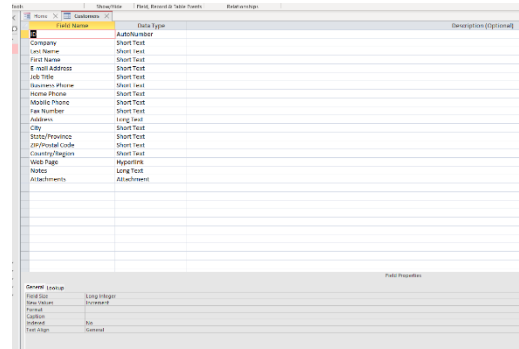 Show/Hide Field, Record & Table Events Relationships
Home Customers
Field Name Data Type Description (Optional)
ID AutoNumber
Company Short Text
Last Name Short Text
First Name Short Text
E-mail Address Short Text
Job Title Short Text
Business Phone Short Text
Home Phone Short Text
Mobile Phone Short Text
Fax Number Short Text
Address Long Text
City Short Text
State/Province Short Text
ZIP/Postal Code Short Text
Country/Region Short Text
Web Page Hyperlink
Notes Long Text
Attachments Attachment
Field Properties
General Lookup
Field Size Long Integer
New Values Increment
Format
Caption
Indexed No
Text Align General